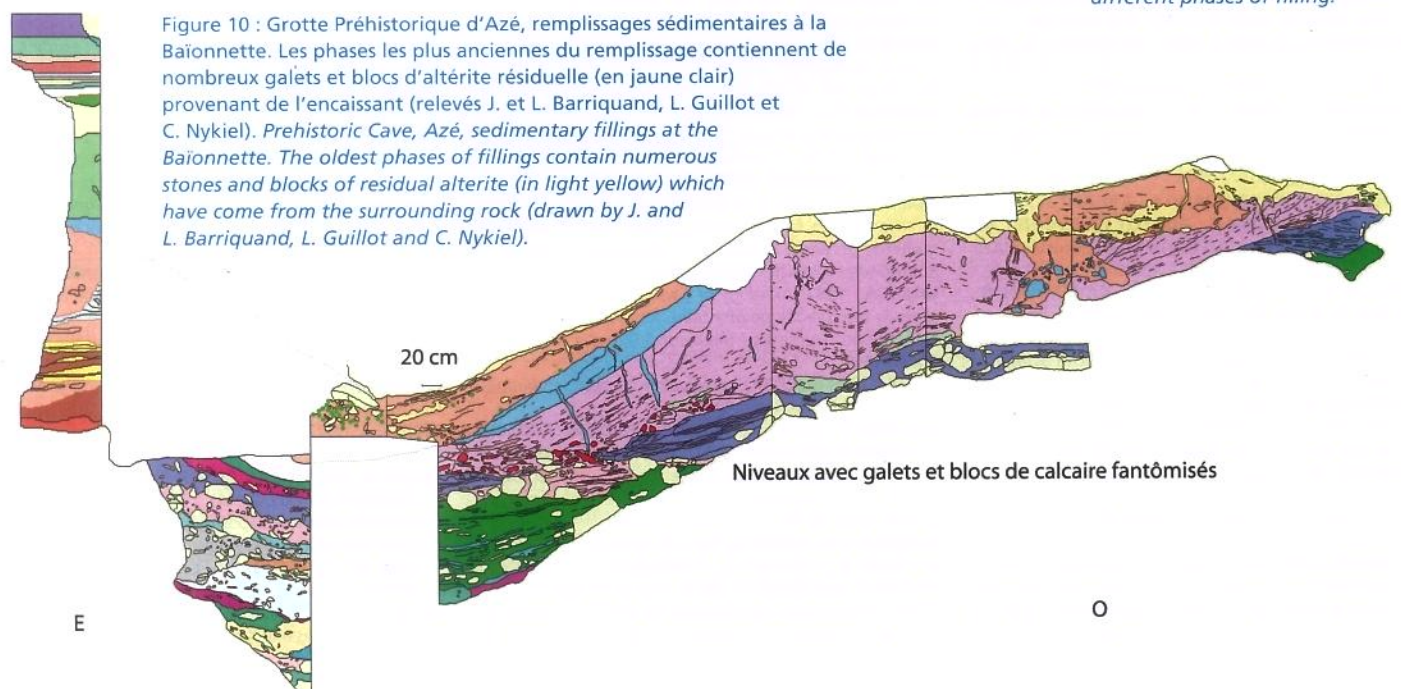 different phases of filling.
Figure 10 : Grotte Préhistorique d'Azé, remplissages sédimentaires à la
Baïonnette. Les phases les plus anciennes du remplissage contiennent de
nombreux galets et blocs d'altérite résiduelle (en jaune clair)
provenant de l'encaissant (relevés J. et L. Barriquand, L. Guillot et
C. Nykiel). Prehistoric Cave, Azé, sedimentary fillings at the
Baïonnette. The oldest phases of fillings contain numerous
stones and blocks of residual alterite (in light yellow) which
have come from the surrounding rock (drawn by J. and
L. Barriquand, L. Guillot and C. Nykiel).
20 cm
Niveaux avec galets et blocs de calcaire fantômisés
E
O